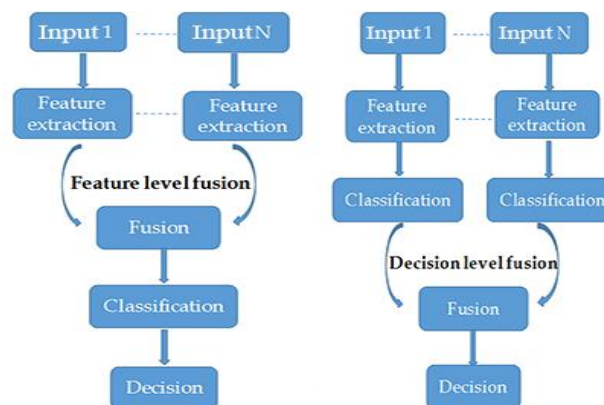 Input 1
Input N
Feature
extraction
Feature
extraction
Feature level fusion
Fusion
Classification
Decision
Input 1
Input N
Feature
extraction
Feature
extraction
Classification
Classification
Decision level fusion
Fusion
Decision